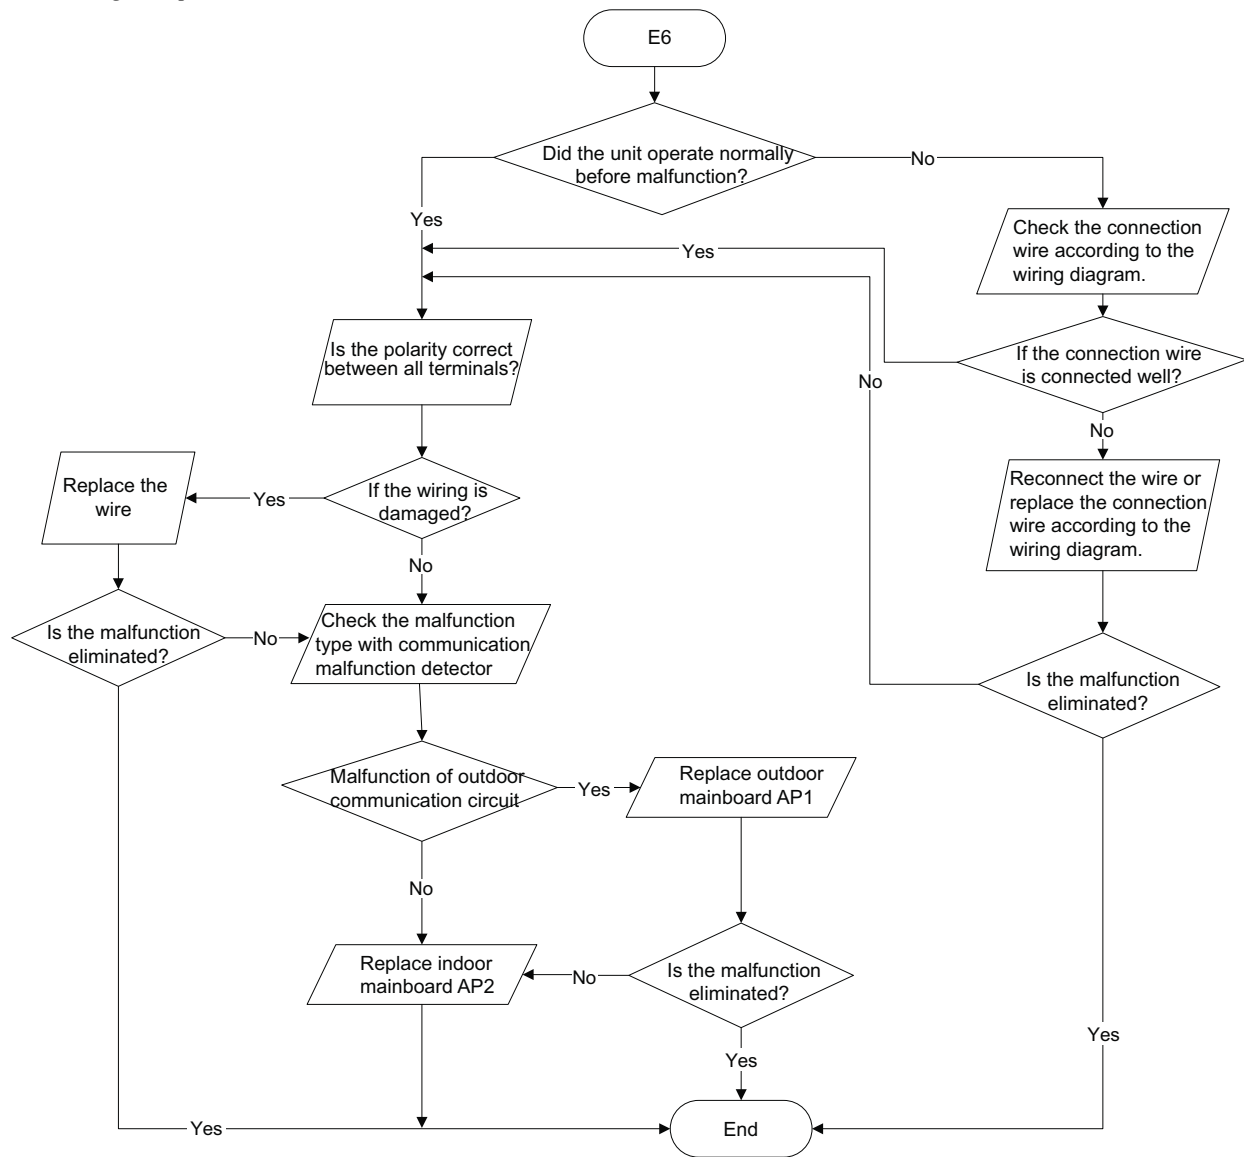 E6
Did the unit operate normally
before malfunction?
No
Yes
Check the connection
wire according to the
wiring diagram.
Yes
Is the polarity correct
between all terminals?
If the connection wire
is connected well?
No
No
Replace the
wire
Yes
If the wiring is
damaged?
Reconnect the wire or
replace the connection
wire according to the
wiring diagram.
No
Is the malfunction
eliminated?
No
Check the malfunction
type with communication
malfunction detector
Is the malfunction
eliminated?
Malfunction of outdoor
communication circuit
Yes
Replace outdoor
mainboard AP1
No
Replace indoor
mainboard AP2
No
Is the malfunction
eliminated?
Yes
Yes
Yes
End